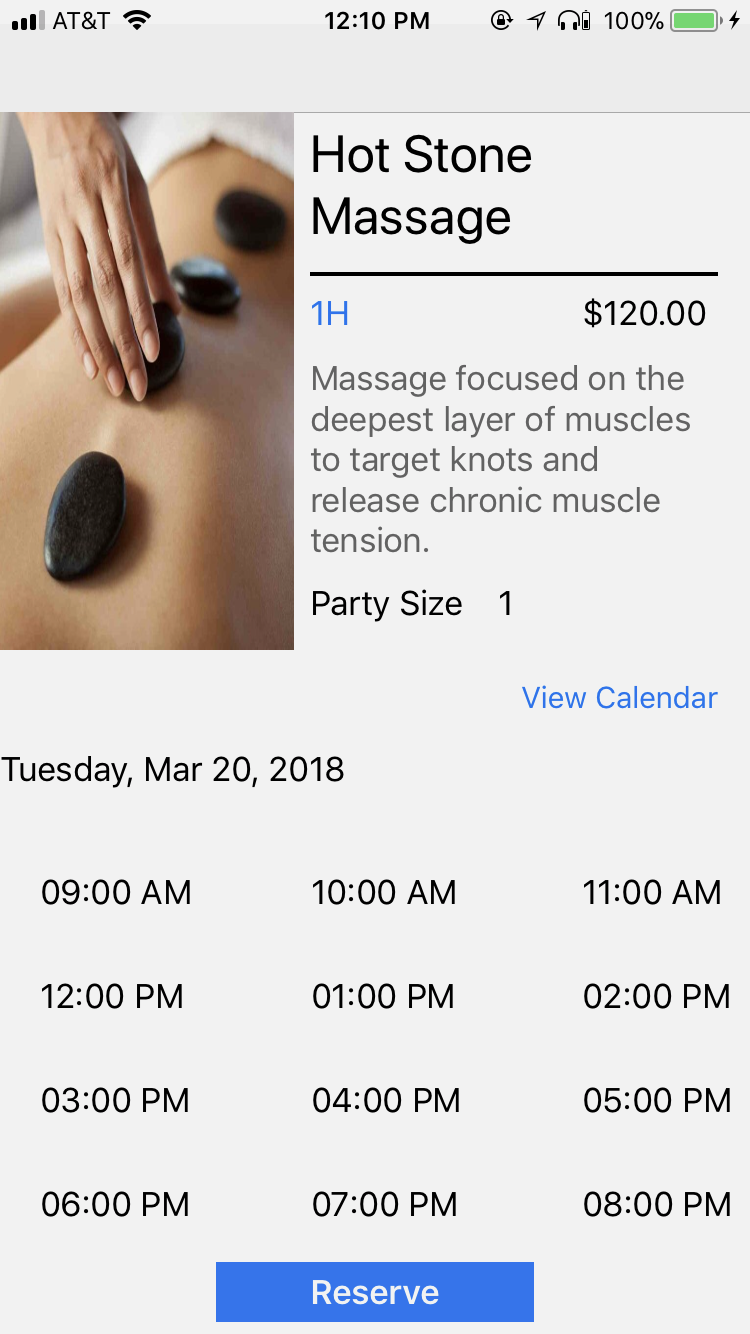 AT&T 12:10 PM 100%
Hot Stone
Massage
1H $120.00
Massage focused on the
deepest layer of muscles
to target knots and
release chronic muscle
tension.
Party Size 1
View Calendar
Tuesday, Mar 20, 2018
09:00 AM 10:00 AM 11:00 AM
12:00 PM 01:00 PM 02:00 PM
03:00 PM 04:00 PM 05:00 PM
06:00 PM 07:00 PM 08:00 PM
Reserve